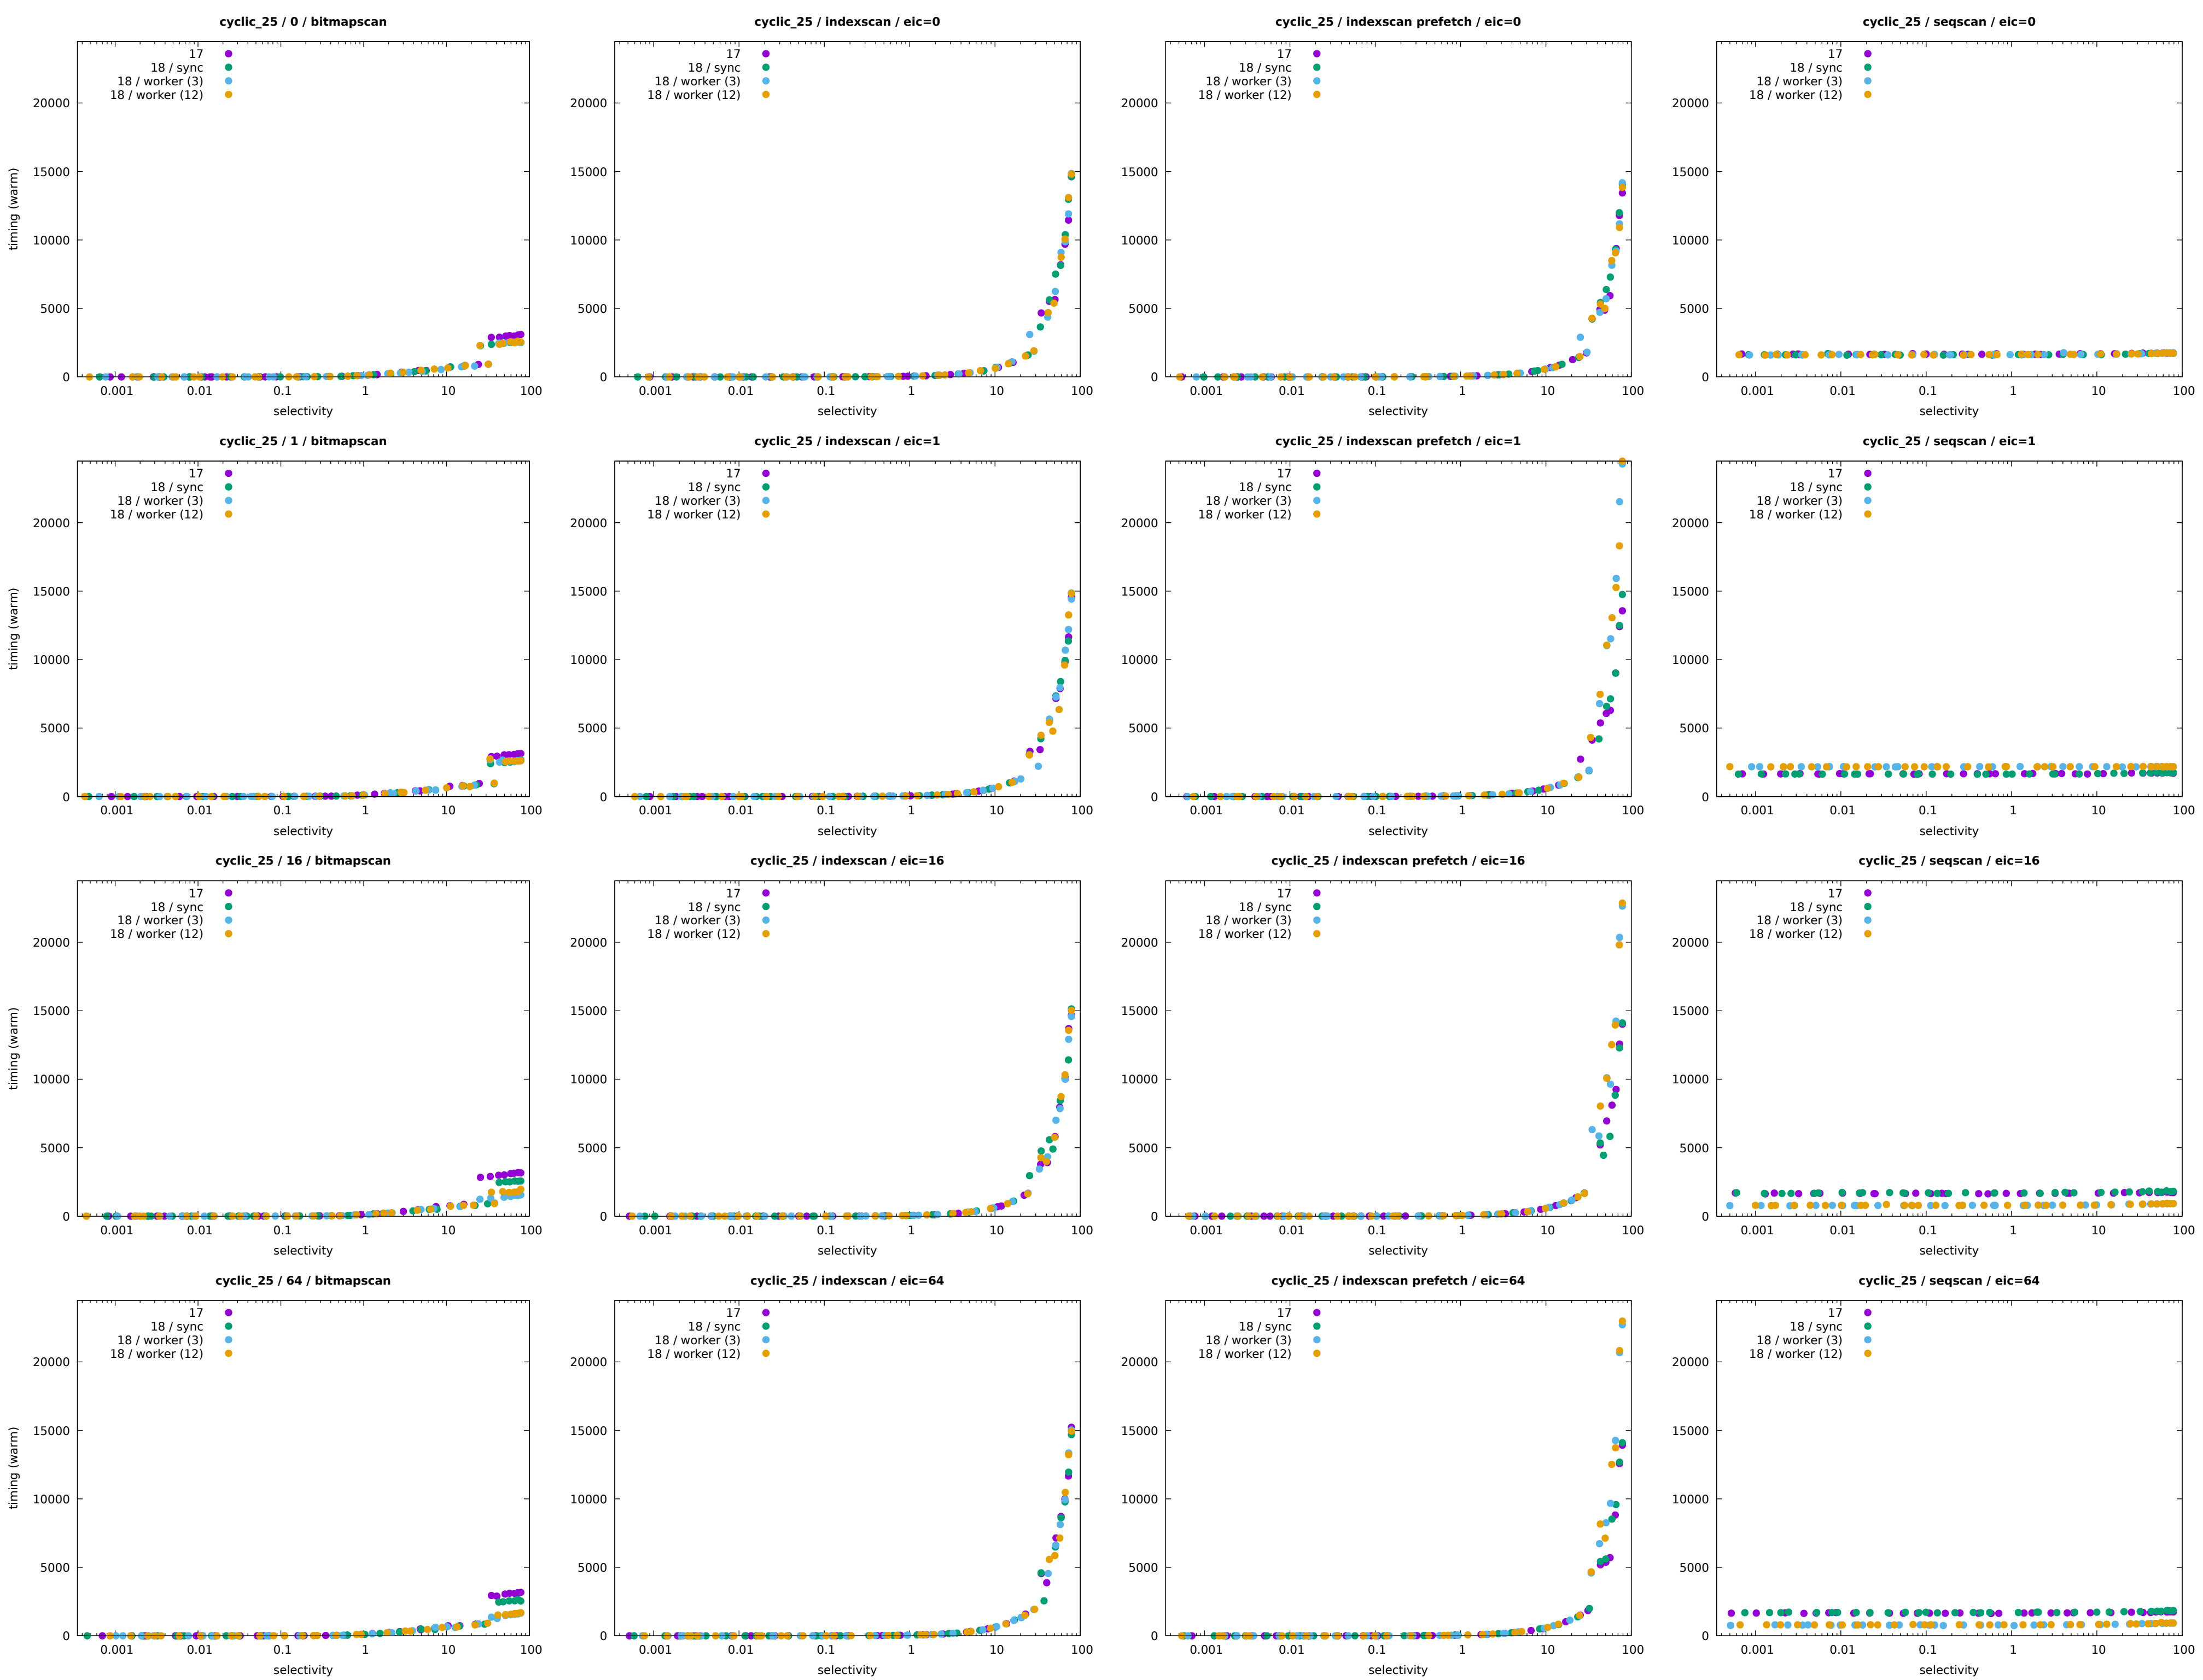 cyclic_25 / 0 / bitmapscan
17
18 / sync
18 / worker (3)
18 / worker (12)
timing (warm)
20000
15000
10000
5000
0
0.001 0.01 0.1 1 10 100
selectivity
cyclic_25 / indexscan / eic=0
17
18 / sync
18 / worker (3)
18 / worker (12)
20000
15000
10000
5000
0
0.001 0.01 0.1 1 10 100
selectivity
cyclic_25 / indexscan prefetch / eic=0
17
18 / sync
18 / worker (3)
18 / worker (12)
20000
15000
10000
5000
0
0.001 0.01 0.1 1 10 100
selectivity
cyclic_25 / seqscan / eic=0
17
18 / sync
18 / worker (3)
18 / worker (12)
20000
15000
10000
5000
0
0.001 0.01 0.1 1 10 100
selectivity
cyclic_25 / 1 / bitmapscan
17
18 / sync
18 / worker (3)
18 / worker (12)
timing (warm)
20000
15000
10000
5000
0
0.001 0.01 0.1 1 10 100
selectivity
cyclic_25 / indexscan / eic=1
17
18 / sync
18 / worker (3)
18 / worker (12)
20000
15000
10000
5000
0
0.001 0.01 0.1 1 10 100
selectivity
cyclic_25 / indexscan prefetch / eic=1
17
18 / sync
18 / worker (3)
18 / worker (12)
20000
15000
10000
5000
0
0.001 0.01 0.1 1 10 100
selectivity
cyclic_25 / seqscan / eic=1
17
18 / sync
18 / worker (3)
18 / worker (12)
20000
15000
10000
5000
0
0.001 0.01 0.1 1 10 100
selectivity
cyclic_25 / 16 / bitmapscan
17
18 / sync
18 / worker (3)
18 / worker (12)
timing (warm)
20000
15000
10000
5000
0
0.001 0.01 0.1 1 10 100
selectivity
cyclic_25 / indexscan / eic=16
17
18 / sync
18 / worker (3)
18 / worker (12)
20000
15000
10000
5000
0
0.001 0.01 0.1 1 10 100
selectivity
cyclic_25 / indexscan prefetch / eic=16
17
18 / sync
18 / worker (3)
18 / worker (12)
20000
15000
10000
5000
0
0.001 0.01 0.1 1 10 100
selectivity
cyclic_25 / seqscan / eic=16
17
18 / sync
18 / worker (3)
18 / worker (12)
20000
15000
10000
5000
0
0.001 0.01 0.1 1 10 100
selectivity
cyclic_25 / 64 / bitmapscan
17
18 / sync
18 / worker (3)
18 / worker (12)
timing (warm)
20000
15000
10000
5000
0
0.001 0.01 0.1 1 10 100
selectivity
cyclic_25 / indexscan / eic=64
17
18 / sync
18 / worker (3)
18 / worker (12)
20000
15000
10000
5000
0
0.001 0.01 0.1 1 10 100
selectivity
cyclic_25 / indexscan prefetch / eic=64
17
18 / sync
18 / worker (3)
18 / worker (12)
20000
15000
10000
5000
0
0.001 0.01 0.1 1 10 100
selectivity
cyclic_25 / seqscan / eic=64
17
18 / sync
18 / worker (3)
18 / worker (12)
20000
15000
10000
5000
0
0.001 0.01 0.1 1 10 100
selectivity